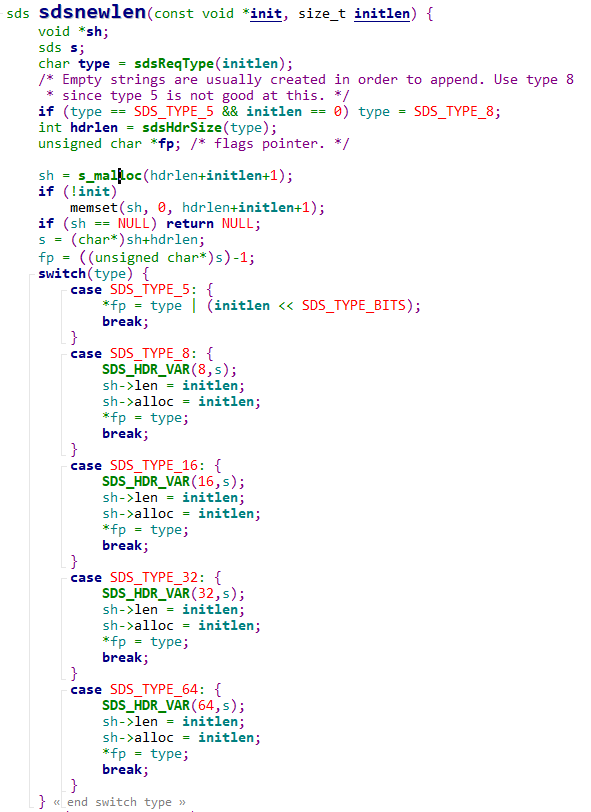 sds sdsnewlen(const void *init, size_t initlen) {
    void *sh;
    sds s;
    char type = sdsReqType(initlen);
    /* Empty strings are usually created in order to append. Use type 8
     * since type 5 is not good at this. */
    if (type == SDS_TYPE_5 && initlen == 0) type = SDS_TYPE_8;
    int hdrlen = sdsHdrSize(type);
    unsigned char *fp; /* flags pointer. */

    sh = s_malloc(hdrlen+initlen+1);
    if (!init)
        memset(sh, 0, hdrlen+initlen+1);
    if (sh == NULL) return NULL;
    s = (char*)sh+hdrlen;
    fp = ((unsigned char*)s)-1;
    switch(type) {
        case SDS_TYPE_5: {
            *fp = type | (initlen << SDS_TYPE_BITS);
            break;
        }
        case SDS_TYPE_8: {
            SDS_HDR_VAR(8,s);
            sh->len = initlen;
            sh->alloc = initlen;
            *fp = type;
            break;
        }
        case SDS_TYPE_16: {
            SDS_HDR_VAR(16,s);
            sh->len = initlen;
            sh->alloc = initlen;
            *fp = type;
            break;
        }
        case SDS_TYPE_32: {
            SDS_HDR_VAR(32,s);
            sh->len = initlen;
            sh->alloc = initlen;
            *fp = type;
            break;
        }
        case SDS_TYPE_64: {
            SDS_HDR_VAR(64,s);
            sh->len = initlen;
            sh->alloc = initlen;
            *fp = type;
            break;
        }
    } « end switch type »